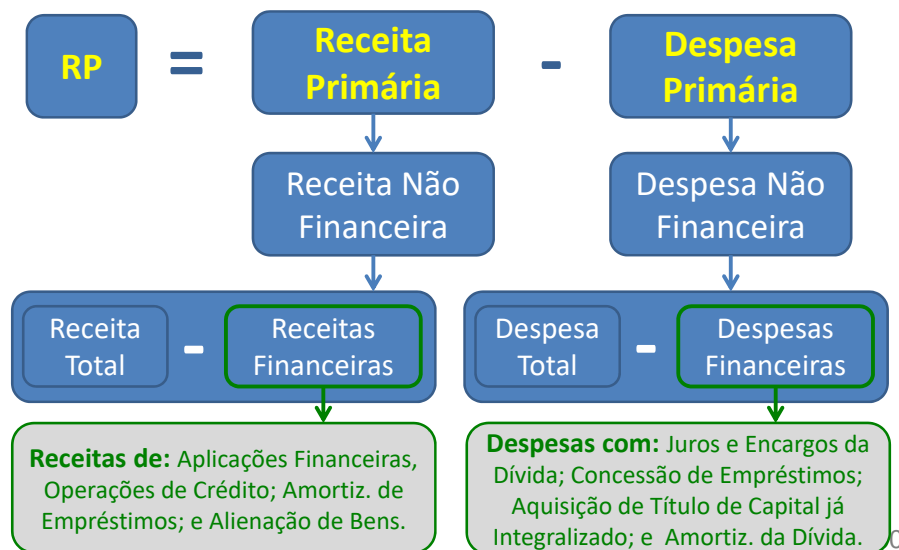 RP = Receita Primária - Despesa Primária
Receita Não
Financeira
Despesa Não
Financeira
Receita
Total
-
Receitas
Financeiras
Despesa
Total
-
Despesas
Financeiras
Receitas de: Aplicações Financeiras,
Operações de Crédito; Amortiz. de
Empréstimos; e Alienação de Bens.
Despesas com: Juros e Encargos da
Dívida; Concessão de Empréstimos;
Aquisição de Título de Capital já
Integralizado; e Amortiz. da Dívida.